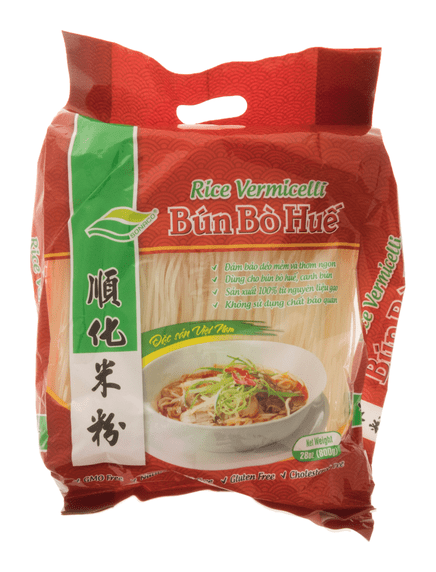 Rice Vermicelli
Bún Bò Huế
✓ Đảm bảo dẻo mềm và thơm ngon
✓ Dùng cho bún bò huế, canh bún
✓ Sản xuất 100% từ nguyên liệu gạo
✓ Không sử dụng chất bảo quản
順化米粉
Đặc sản Việt Nam
Net Weight
28oz (800g)
GMO Free
✓ Gluten Free ✓ Cholesterol Free
Rice Vermicelli
Bún Bò Huế